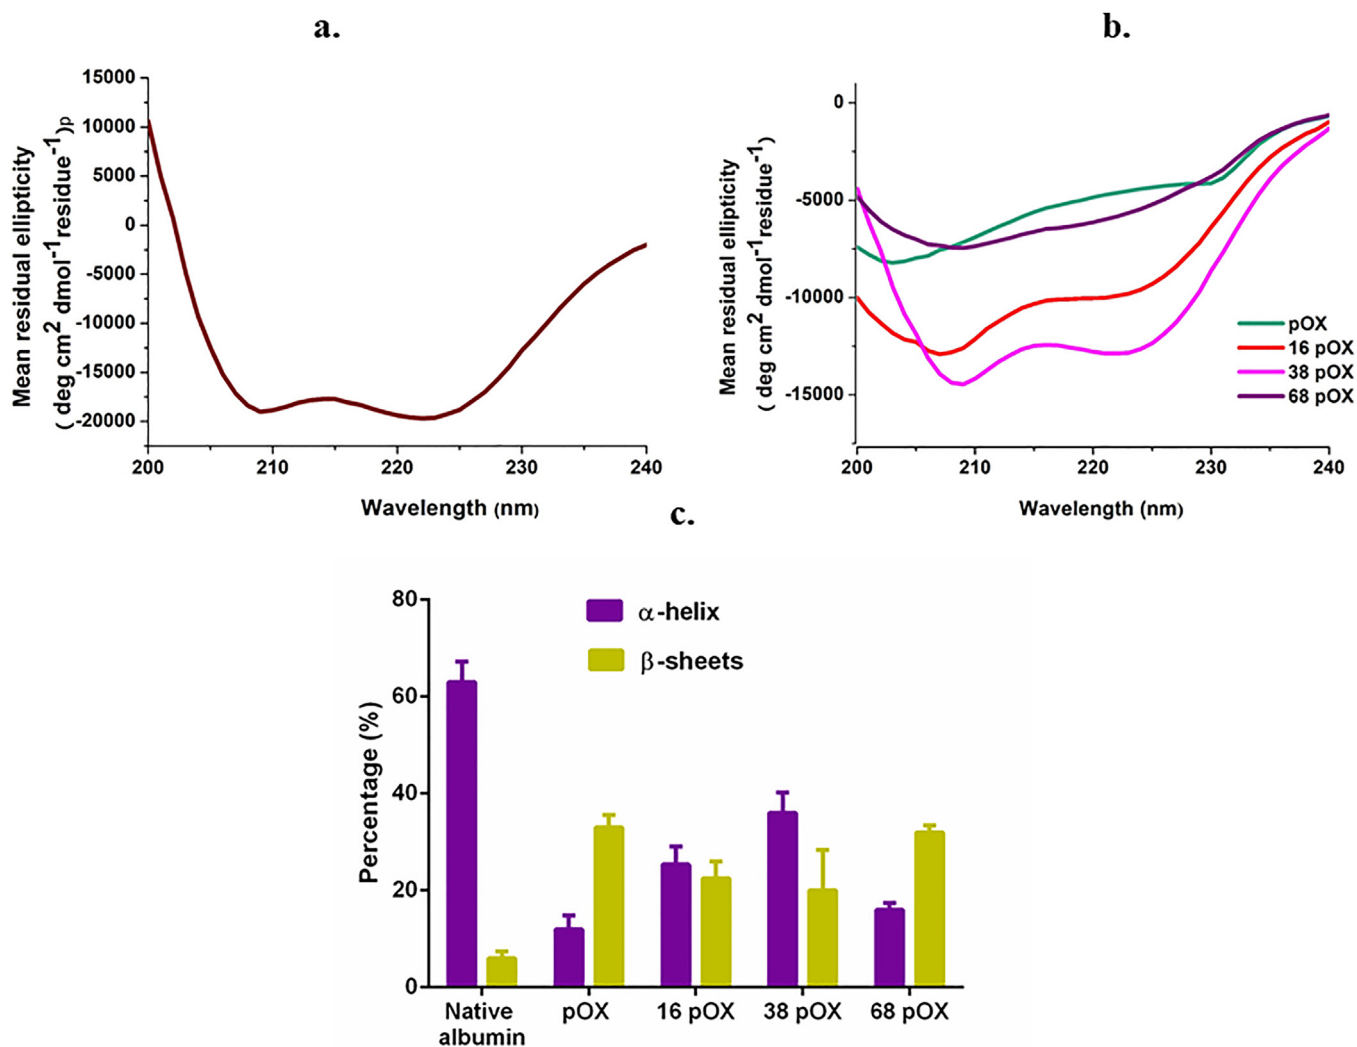 a.
15000
10000
5000
0
-5000
-10000
-15000
-20000
Mean residual ellipticity
( deg cm² dmol⁻¹residue⁻¹)p
200
210
220
230
240
Wavelength (nm)
b.
0
-5000
-10000
-15000
Mean residual ellipticity
( deg cm² dmol⁻¹residue⁻¹)
pOX
16 pOX
38 pOX
68 pOX
200
210
220
230
240
Wavelength (nm)
c.
80
60
40
20
0
Percentage (%)
α-helix
β-sheets
Native
albumin
pOX
16 pOX
38 pOX
68 pOX